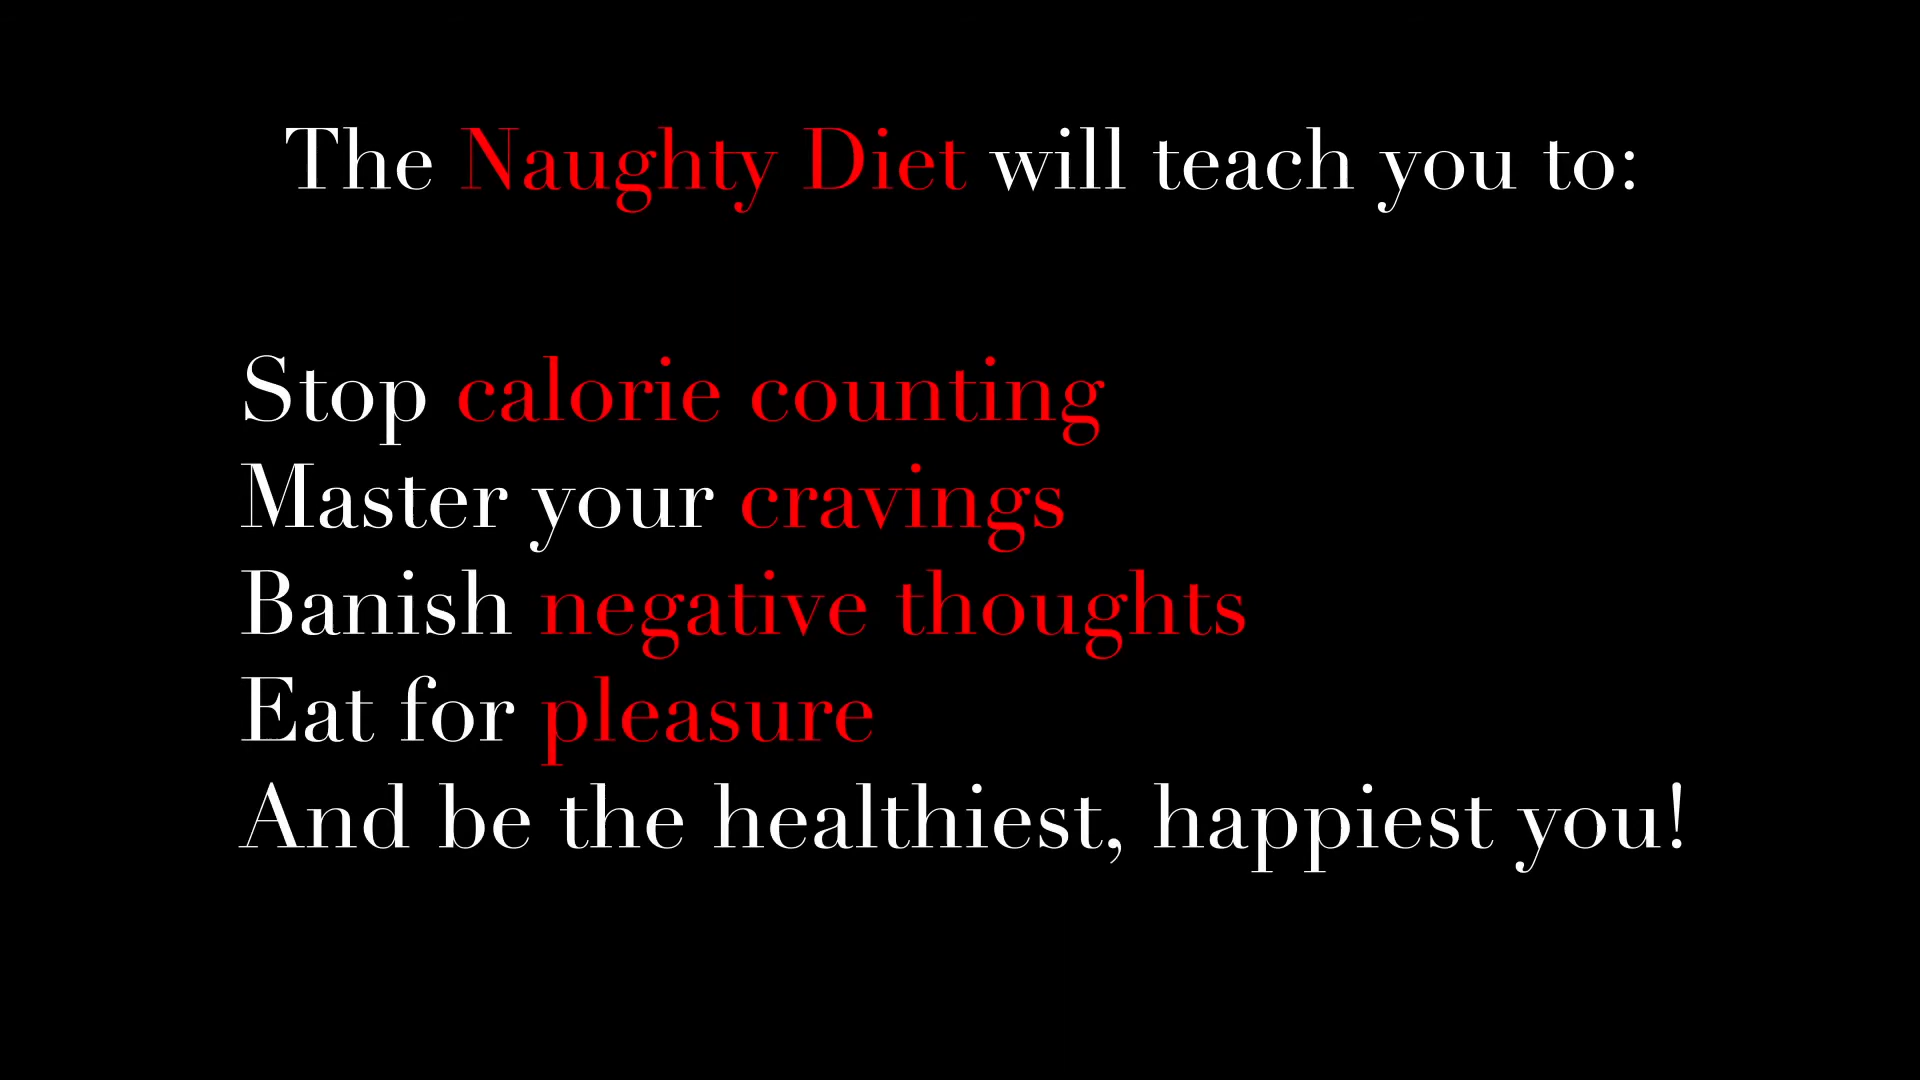 The Naughty Diet will teach you to:
Stop calorie counting
Master your cravings
Banish negative thoughts
Eat for pleasure
And be the healthiest, happiest you!